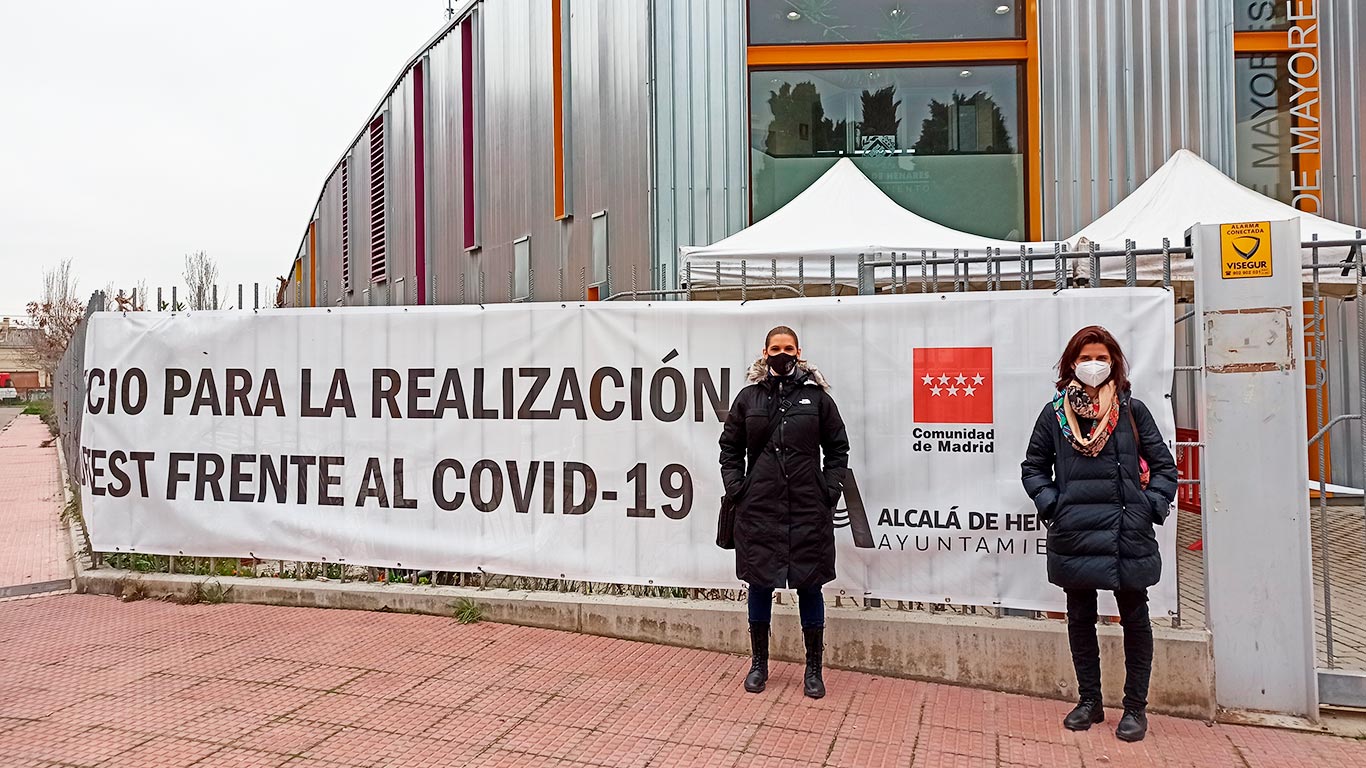 CIO PARA LA REALIZACIÓN
TEST FRENTE AL COVID-19
Comunidad
de Madrid
ALCALÁ DE HEN
AYUNTAMIE
ALARMA
CONECTADA
VISEGUR
DE HENARES
DE MAYORES